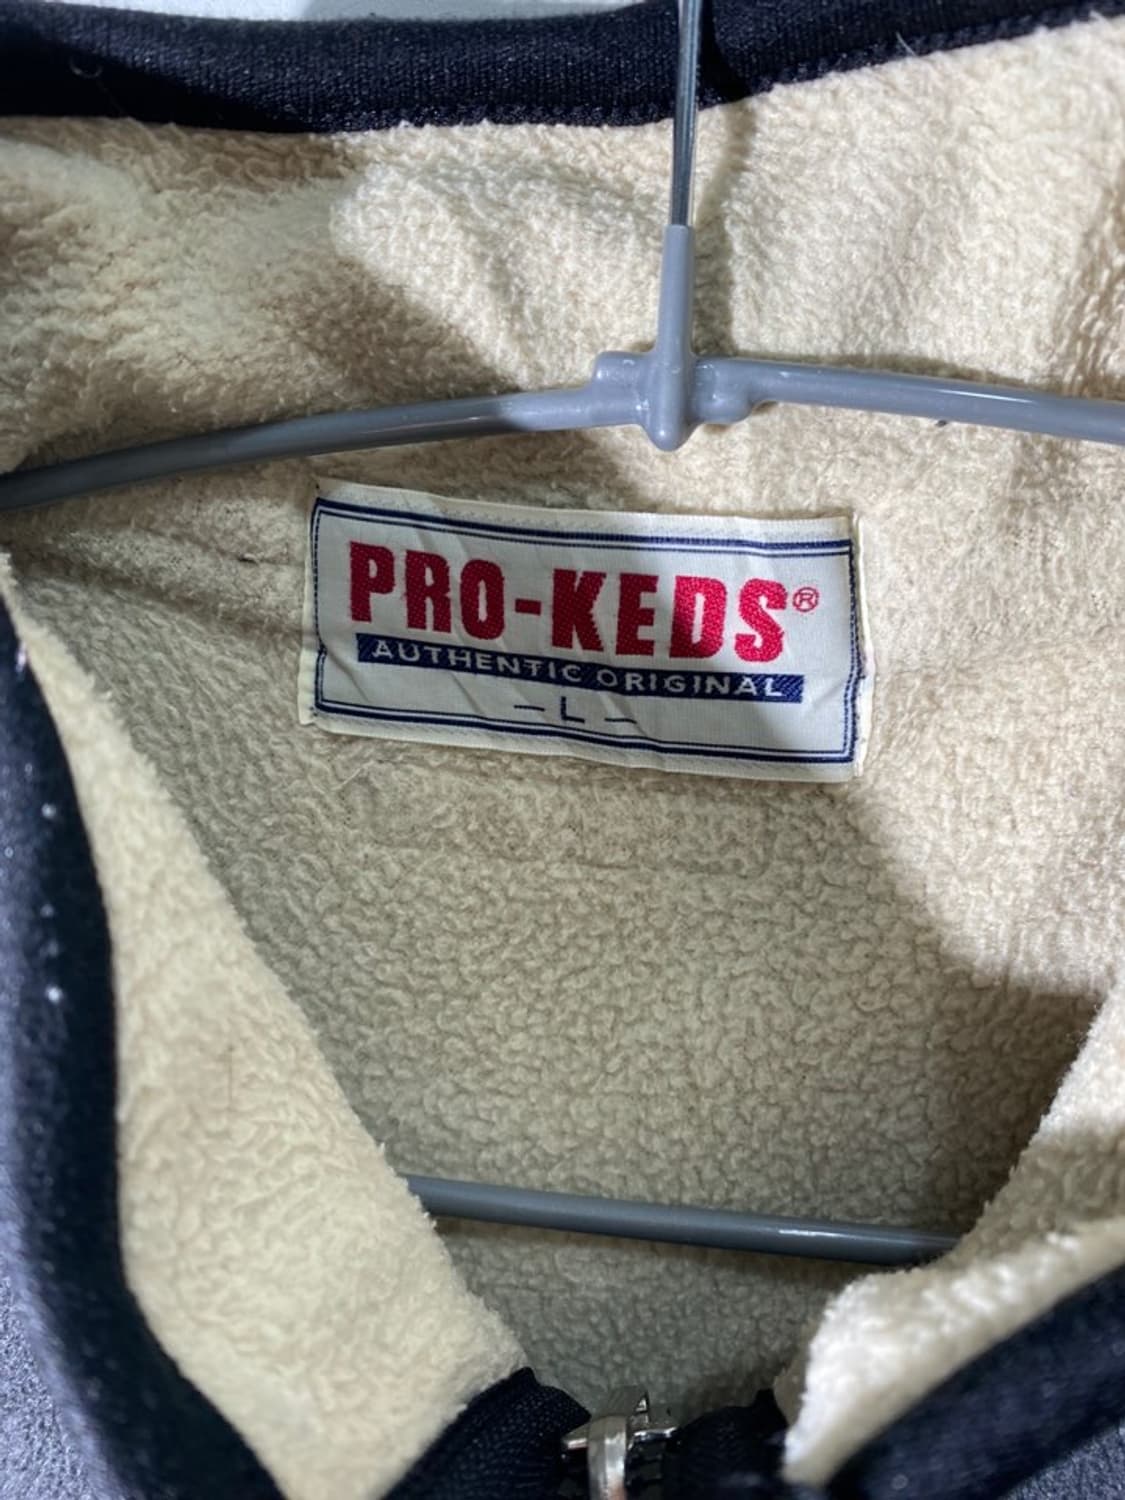 PRO-KEDS®
AUTHENTIC ORIGINAL
– L –